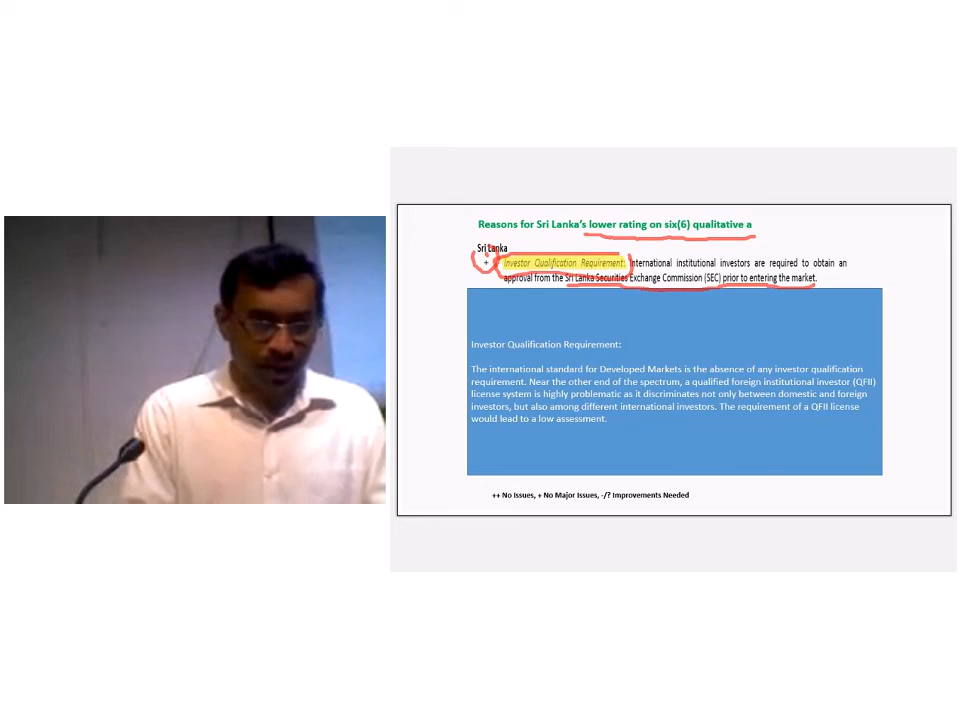 Reasons for Sri Lanka's lower rating on six(6) qualitative a
Sri Lanka
+ Investor Qualification Requirement: International institutional investors are required to obtain an
approval from the Sri Lanka Securities Exchange Commission (SEC) prior to entering the market.
Investor Qualification Requirement:
The international standard for Developed Markets is the absence of any investor qualification
requirement. Near the other end of the spectrum, a qualified foreign institutional investor (QFII)
license system is highly problematic as it discriminates not only between domestic and foreign
investors, but also among different international investors. The requirement of a QFII license
would lead to a low assessment.
++ No Issues, + No Major Issues, -/? Improvements Needed